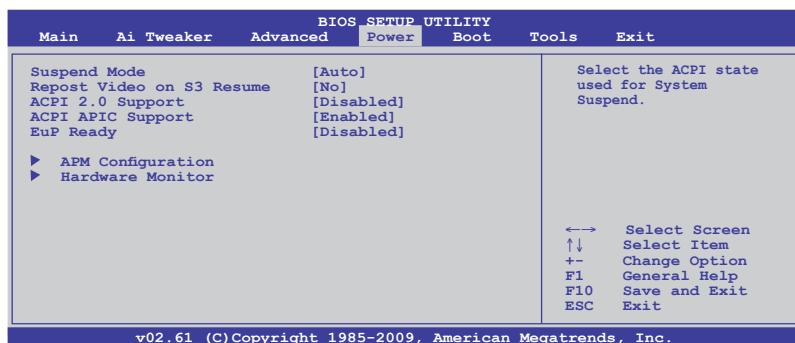 BIOS SETUP UTILITY
Main Ai Tweaker Advanced Power Boot Tools Exit
Suspend Mode [Auto]
Repost Video on S3 Resume [No]
ACPI 2.0 Support [Disabled]
ACPI APIC Support [Enabled]
EuP Ready [Disabled]
▶ APM Configuration
▶ Hardware Monitor
Select the ACPI state
used for System
Suspend.
←→ Select Screen
↑↓ Select Item
+- Change Option
F1 General Help
F10 Save and Exit
ESC Exit
v02.61 (C)Copyright 1985-2009, American Megatrends, Inc.